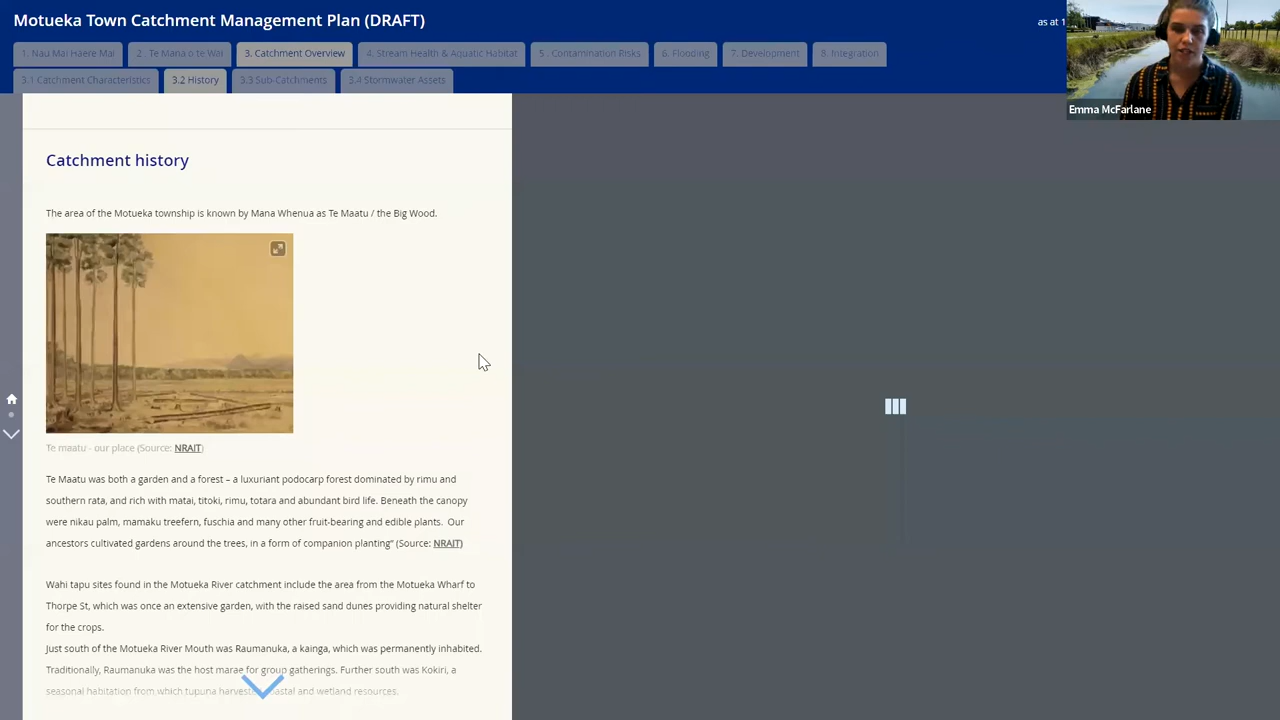 Motueka Town Catchment Management Plan (DRAFT)
as at 1
1. Nau Mai Haere Mai
2 . Te Mana o te Wai
3. Catchment Overview
4. Stream Health & Aquatic Habitat
5 . Contamination Risks
6. Flooding
7. Development
8. Integration
3.1 Catchment Characteristics
3.2 History
3.3 Sub-Catchments
3.4 Stormwater Assets
Emma McFarlane
Catchment history
The area of the Motueka township is known by Mana Whenua as Te Maatu / the Big Wood.
Te maatu - our place (Source: NRAIT)
Te Maatu was both a garden and a forest – a luxuriant podocarp forest dominated by rimu and
southern rata, and rich with matai, titoki, rimu, totara and abundant bird life. Beneath the canopy
were nikau palm, mamaku treefern, fuschia and many other fruit-bearing and edible plants. Our
ancestors cultivated gardens around the trees, in a form of companion planting” (Source: NRAIT)
Wahi tapu sites found in the Motueka River catchment include the area from the Motueka Wharf to
Thorpe St, which was once an extensive garden, with the raised sand dunes providing natural shelter
for the crops.
Just south of the Motueka River Mouth was Raumanuka, a kainga, which was permanently inhabited.
Traditionally, Raumanuka was the host marae for group gatherings. Further south was Kokiri, a
seasonal habitation from which tupuna harvested coastal and wetland resources.